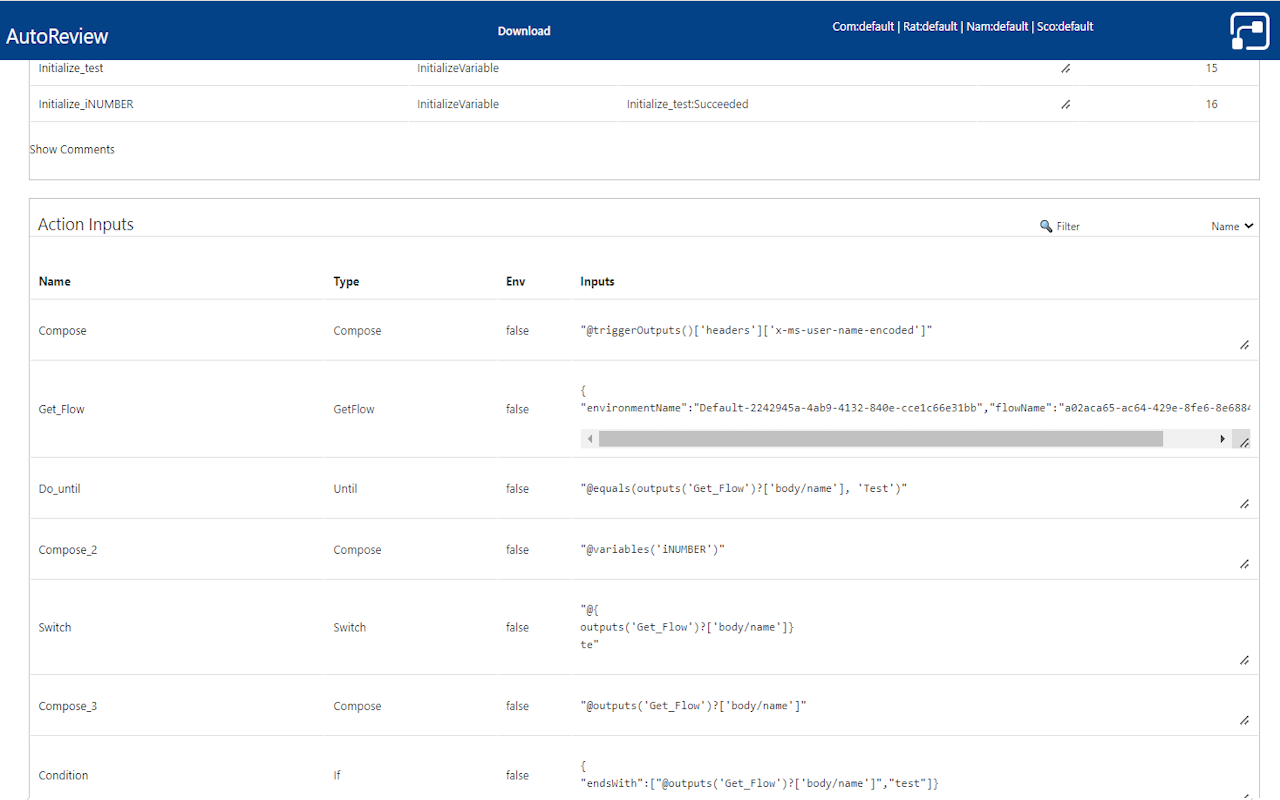 AutoReview
Download
Com:default | Rat:default | Nam:default | Sco:default
Initialize_test InitializeVariable 15
Initialize_iNUMBER InitializeVariable Initialize_test:Succeeded 16
Show Comments
Action Inputs
Filter
Name
Name Type Env Inputs
Compose Compose false "@triggerOutputs()['headers']['x-ms-user-name-encoded']"
{
Get_Flow GetFlow false "environmentName":"Default-2242945a-4ab9-4132-840e-cce1c66e31bb","flowName":"a02aca65-ac64-429e-8fe6-8e6884
Do_until Until false "@equals(outputs('Get_Flow')?['body/name'], 'Test')"
Compose_2 Compose false "@variables('iNUMBER')"
"@{
Switch Switch false outputs('Get_Flow')?['body/name']}
te"
Compose_3 Compose false "@outputs('Get_Flow')?['body/name']"
{
Condition If false "endsWith":["@outputs('Get_Flow')?['body/name']","test"]}